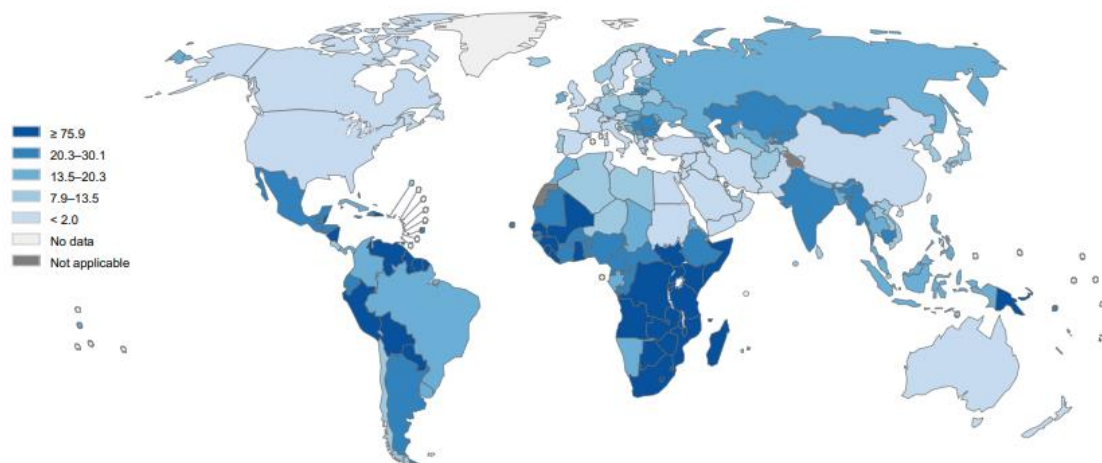 ≥ 75.9
20.3–30.1
13.5–20.3
7.9–13.5
< 2.0
No data
Not applicable